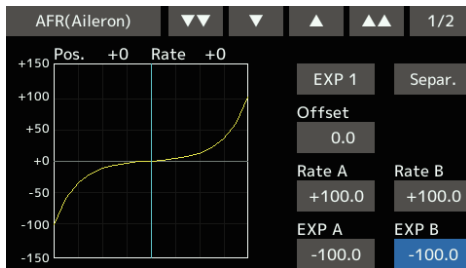 AFR(Aileron) ▼▼ ▼ ▲ ▲▲ 1/2
Pos. +0 Rate +0
+150
+100
+50
+0
-50
-100
-150
EXP 1 Separ.
Offset
0.0
Rate A Rate B
+100.0 +100.0
EXP A EXP B
-100.0 -100.0